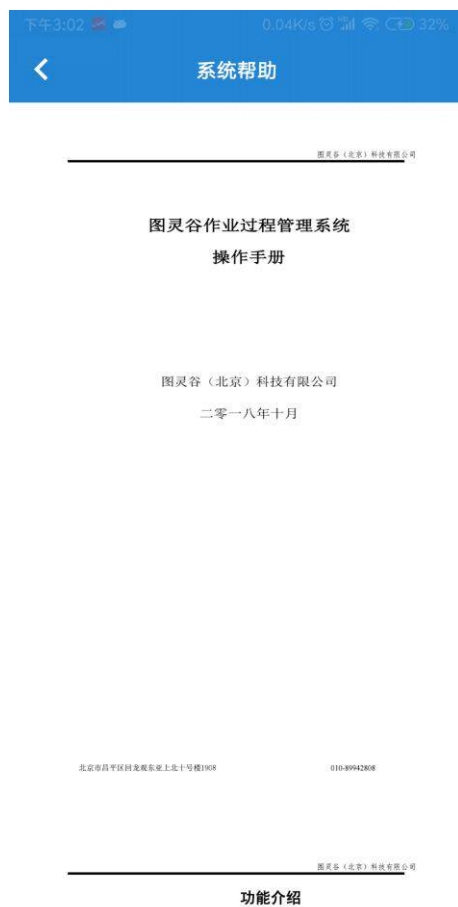 下午3:02
0.04K/s
32%
系统帮助
图灵谷（北京）科技有限公司
图灵谷作业过程管理系统
操作手册
图灵谷（北京）科技有限公司
二零一八年十月
北京市昌平区回龙观东亚上北十号楼1908
010-89942808
图灵谷（北京）科技有限公司
功能介绍